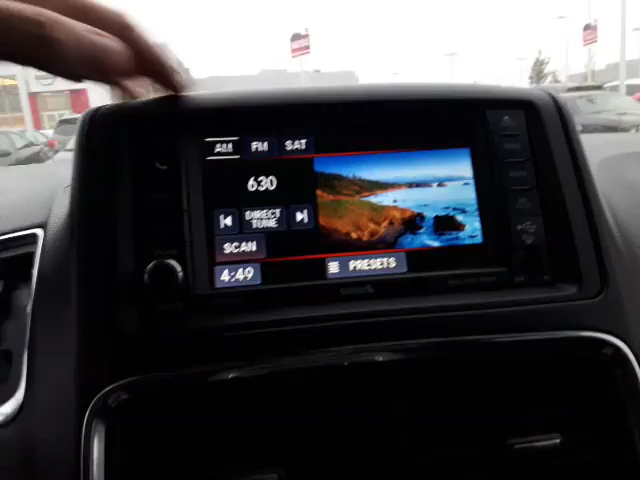 AM FM SAT
630
DIRECT
TUNE
SCAN
4:49 PRESETS